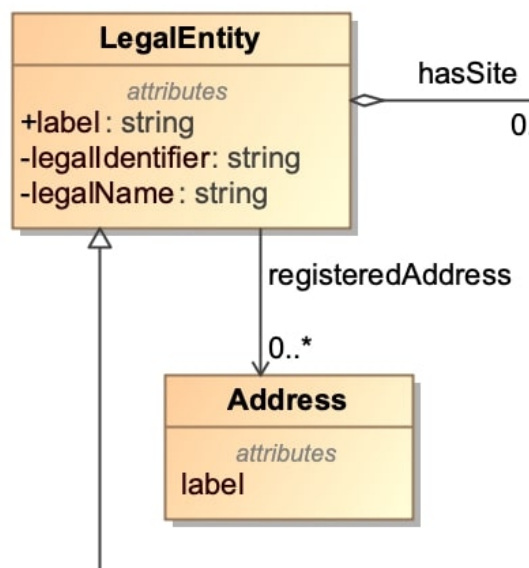 LegalEntity
attributes
+label : string
-legalIdentifier: string
-legalName : string
hasSite
0
registeredAddress
0..*
Address
attributes
label